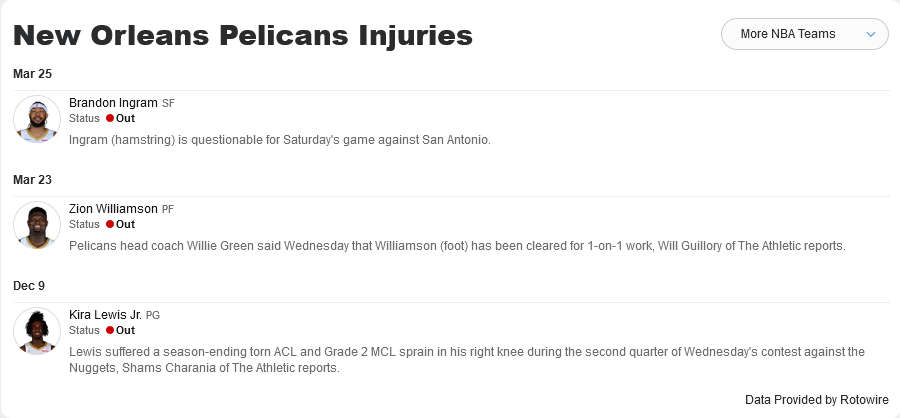 New Orleans Pelicans Injuries
More NBA Teams
Mar 25
Brandon Ingram SF
Status Out
Ingram (hamstring) is questionable for Saturday's game against San Antonio.
Mar 23
Zion Williamson PF
Status Out
Pelicans head coach Willie Green said Wednesday that Williamson (foot) has been cleared for 1-on-1 work, Will Guillory of The Athletic reports.
Dec 9
Kira Lewis Jr. PG
Status Out
Lewis suffered a season-ending torn ACL and Grade 2 MCL sprain in his right knee during the second quarter of Wednesday's contest against the
Nuggets, Shams Charania of The Athletic reports.
Data Provided by Rotowire